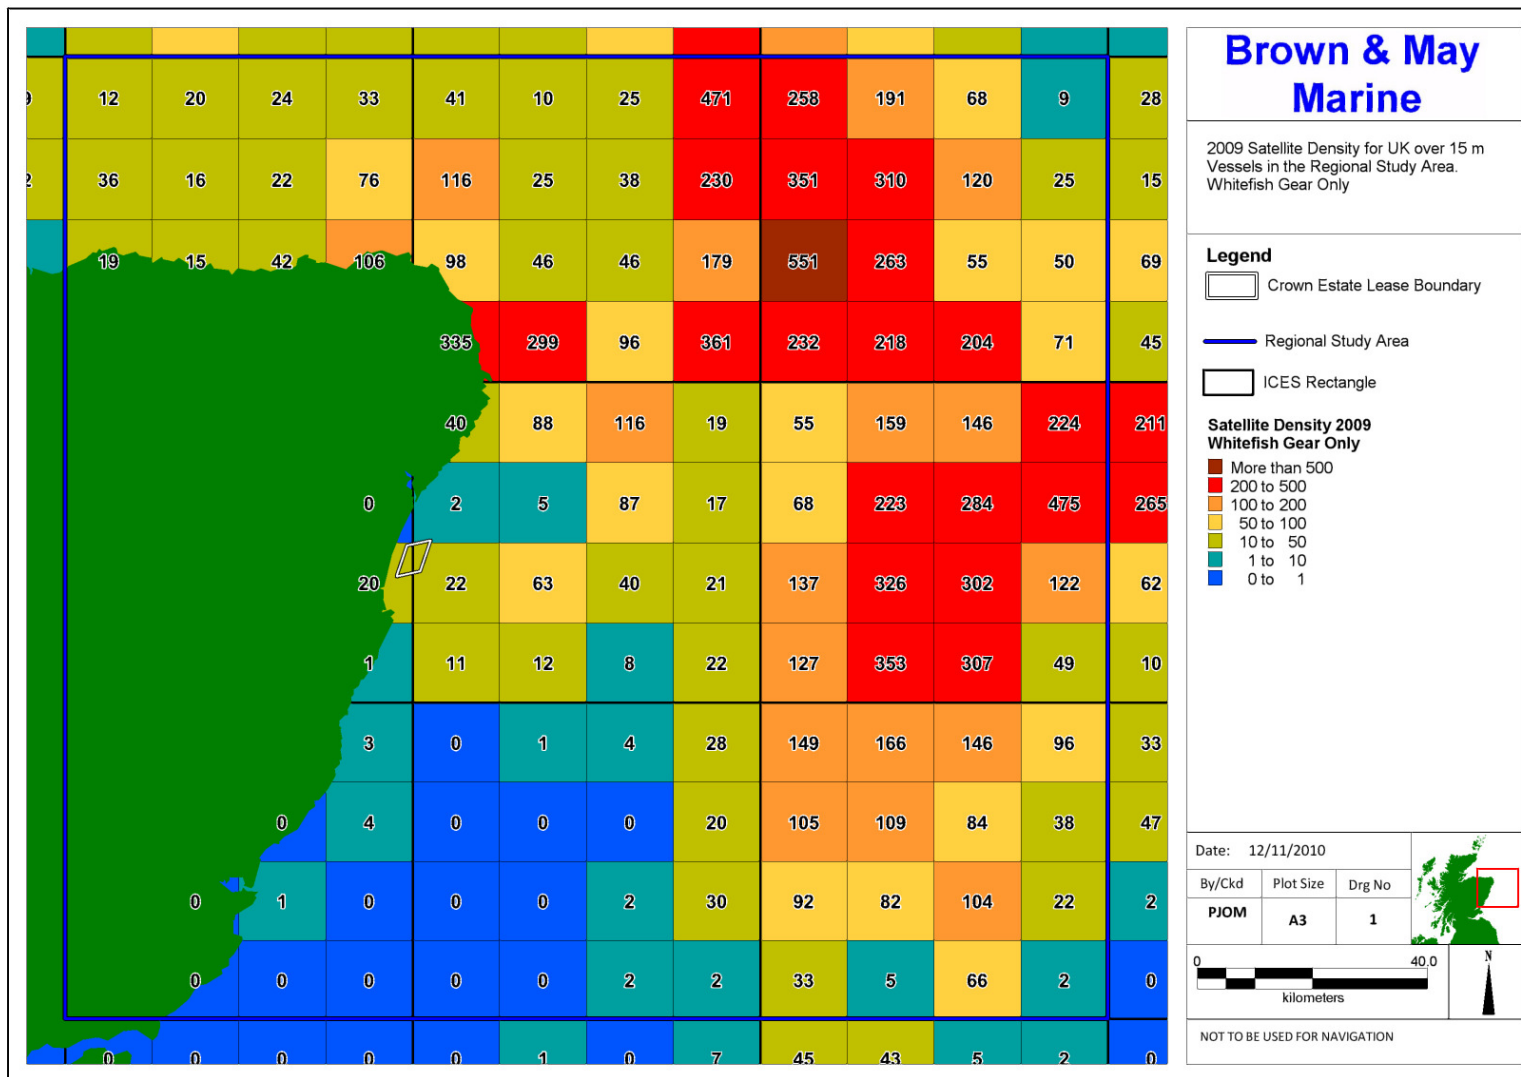 9 12 20 24 33 41 10 25 471 258 191 68 9 28
2 36 16 22 76 116 25 38 230 351 310 120 25 15
19 15 42 106 98 46 46 179 551 263 55 50 69
335 299 96 361 232 218 204 71 45
40 88 116 19 55 159 146 224 211
0 2 5 87 17 68 223 284 475 265
20 22 63 40 21 137 326 302 122 62
1 11 12 8 22 127 353 307 49 10
3 0 1 4 28 149 166 146 96 33
0 4 0 0 0 20 105 109 84 38 47
0 1 0 0 0 2 30 92 82 104 22 2
0 0 0 0 0 2 2 33 5 66 2 0
0 0 0 0 0 1 0 7 45 43 5 2 0
Brown & May
Marine
2009 Satellite Density for UK over 15 m
Vessels in the Regional Study Area.
Whitefish Gear Only
Legend
Crown Estate Lease Boundary
Regional Study Area
ICES Rectangle
Satellite Density 2009
Whitefish Gear Only
More than 500
200 to 500
100 to 200
50 to 100
10 to 50
1 to 10
0 to 1
Date: 12/11/2010
By/Ckd Plot Size Drg No
PJOM A3 1
0 40.0
kilometers
N
NOT TO BE USED FOR NAVIGATION